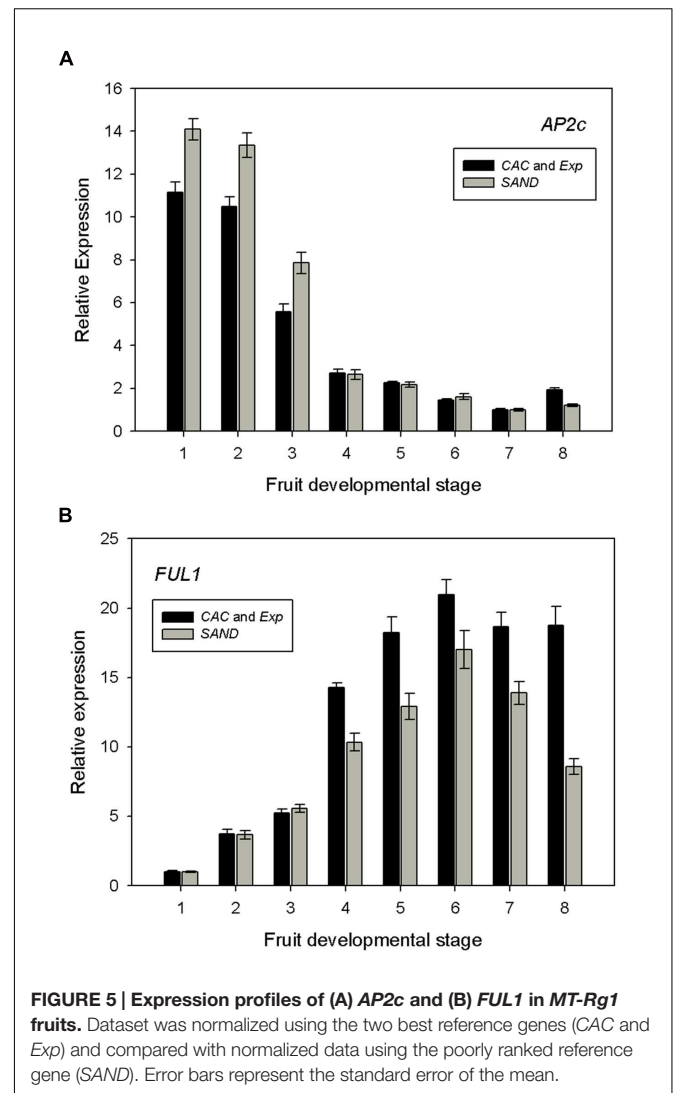 A
16
14
12
10
8
6
4
2
0
Relative Expression
AP2c
CAC and Exp
SAND
1 2 3 4 5 6 7 8
Fruit developmental stage
B
25
20
15
10
5
0
Relative expression
FUL1
CAC and Exp
SAND
1 2 3 4 5 6 7 8
Fruit developmental stage
FIGURE 5 | Expression profiles of (A) AP2c and (B) FUL1 in MT-Rg1
fruits. Dataset was normalized using the two best reference genes (CAC and
Exp) and compared with normalized data using the poorly ranked reference
gene (SAND). Error bars represent the standard error of the mean.